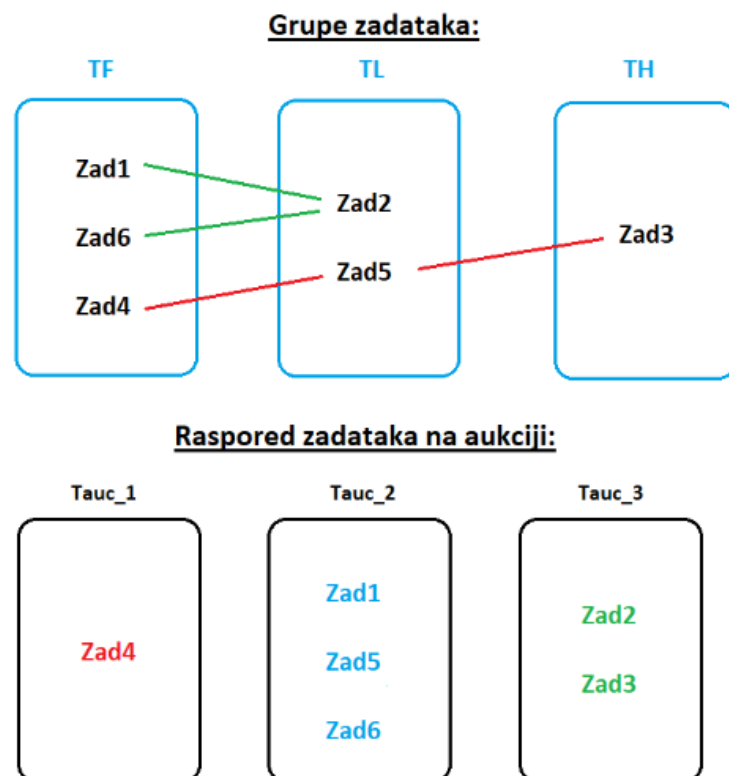 Grupe zadataka:
TF TL TH
Zad1
Zad6
Zad4
Zad2
Zad5
Zad3
Raspored zadataka na aukciji:
Tauc_1 Tauc_2 Tauc_3
Zad4
Zad1
Zad5
Zad6
Zad2
Zad3